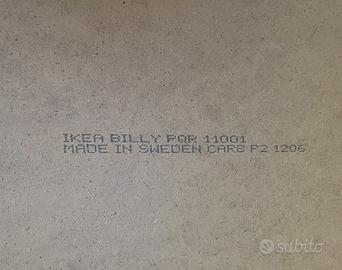 IKEA BILLY PQR 11001
MADE IN SWEDEN CARB P2 1206
subito